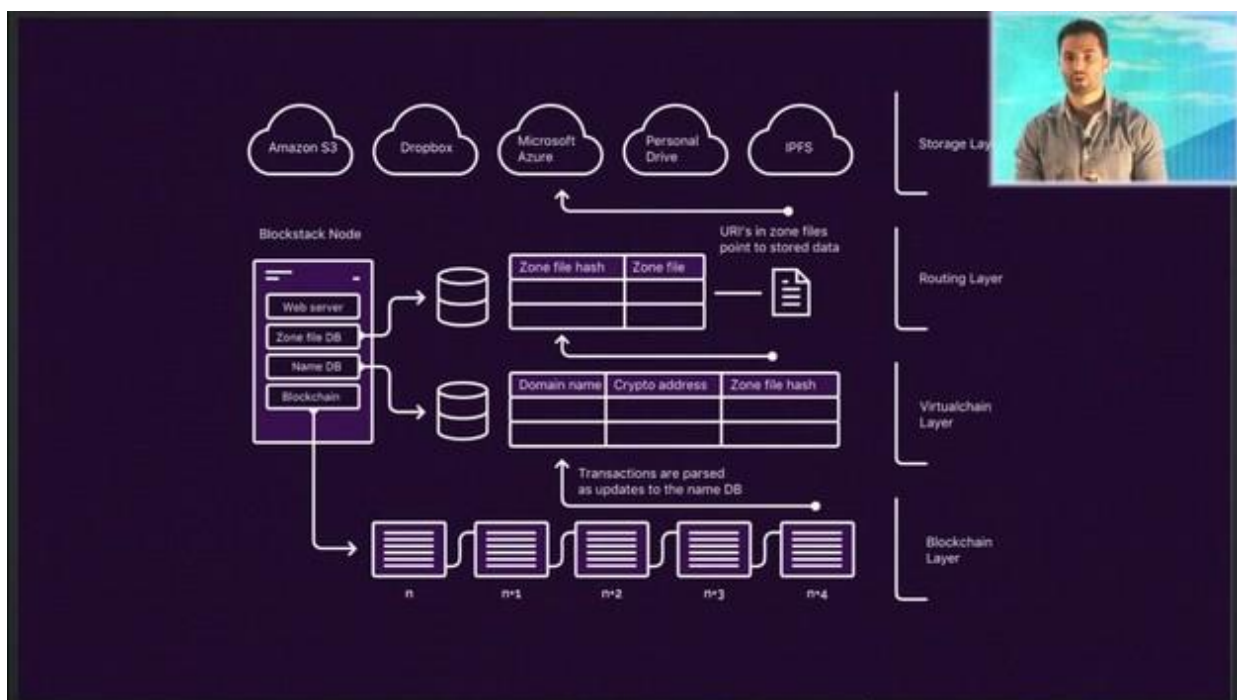 Amazon S3
Dropbox
Microsoft
Azure
Personal
Drive
IPFS
Storage Lay
URI's in zone files
point to stored data
Blockstack Node
Zone file hash
Zone file
Routing Layer
Web server
Zone file DB
Name DB
Blockchain
Domain name
Crypto address
Zone file hash
Virtualchain
Layer
Transactions are parsed
as updates to the name DB
Blockchain
Layer
n
n+1
n+2
n+3
n+4